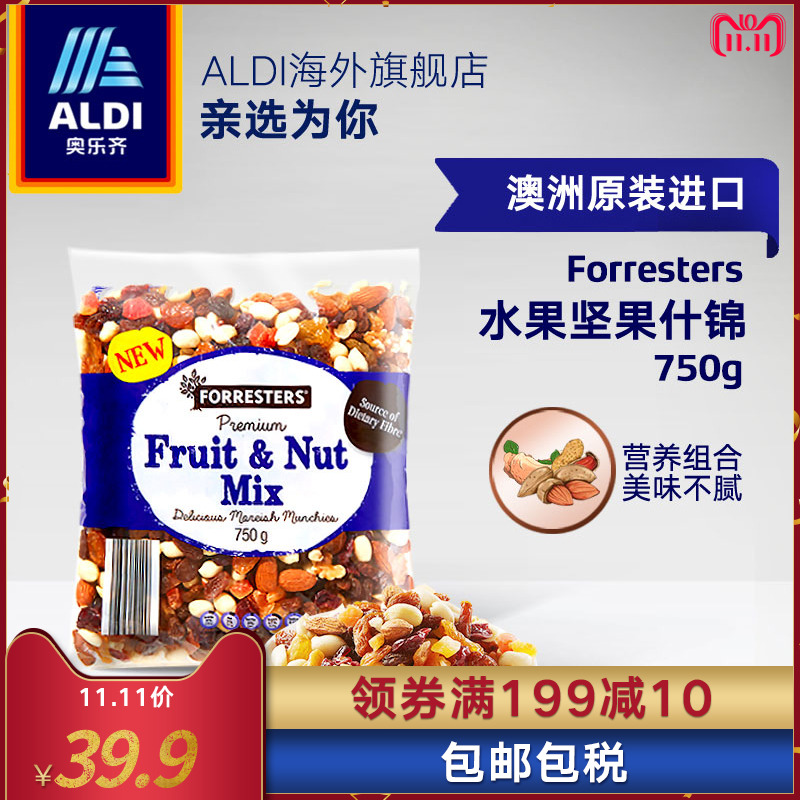 ALDI
奥乐齐
ALDI海外旗舰店
亲选为你
11.11
澳洲原装进口
Forresters
水果坚果什锦
750g
营养组合
美味不腻
NEW
FORRESTERS®
Source of
Dietary Fibre
Premium
Fruit & Nut
Mix
Delicious Moreish Munchies
750 g
11.11价
¥39.9
领券满199减10
包邮包税